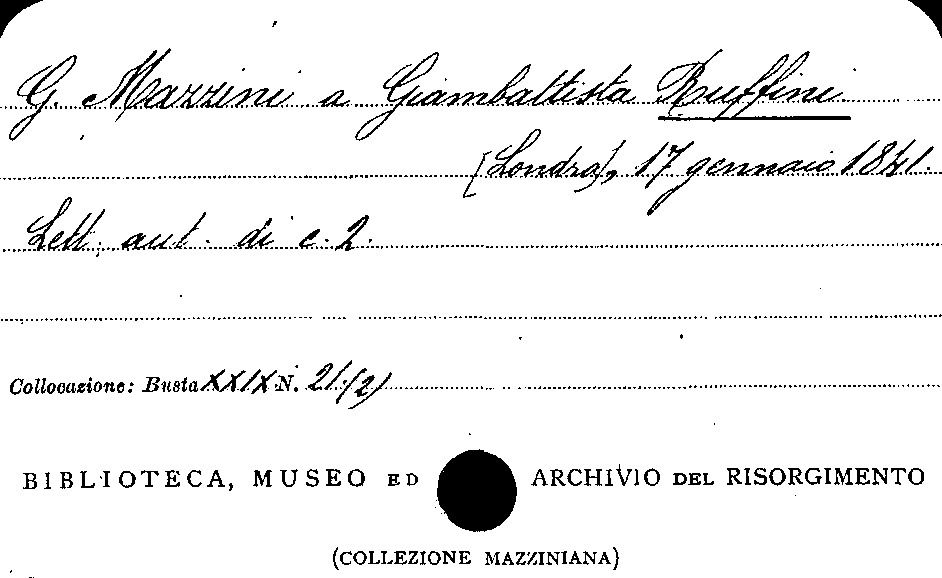 G. Mazzini a Giambattista Ruffini
[Londra], 17 gennaio 1841.
Lett. aut. di c. 2.
Collocazione: Busta XXIX N. 21.(2)
BIBLIOTECA, MUSEO ED ARCHIVIO DEL RISORGIMENTO
(COLLEZIONE MAZZINIANA)